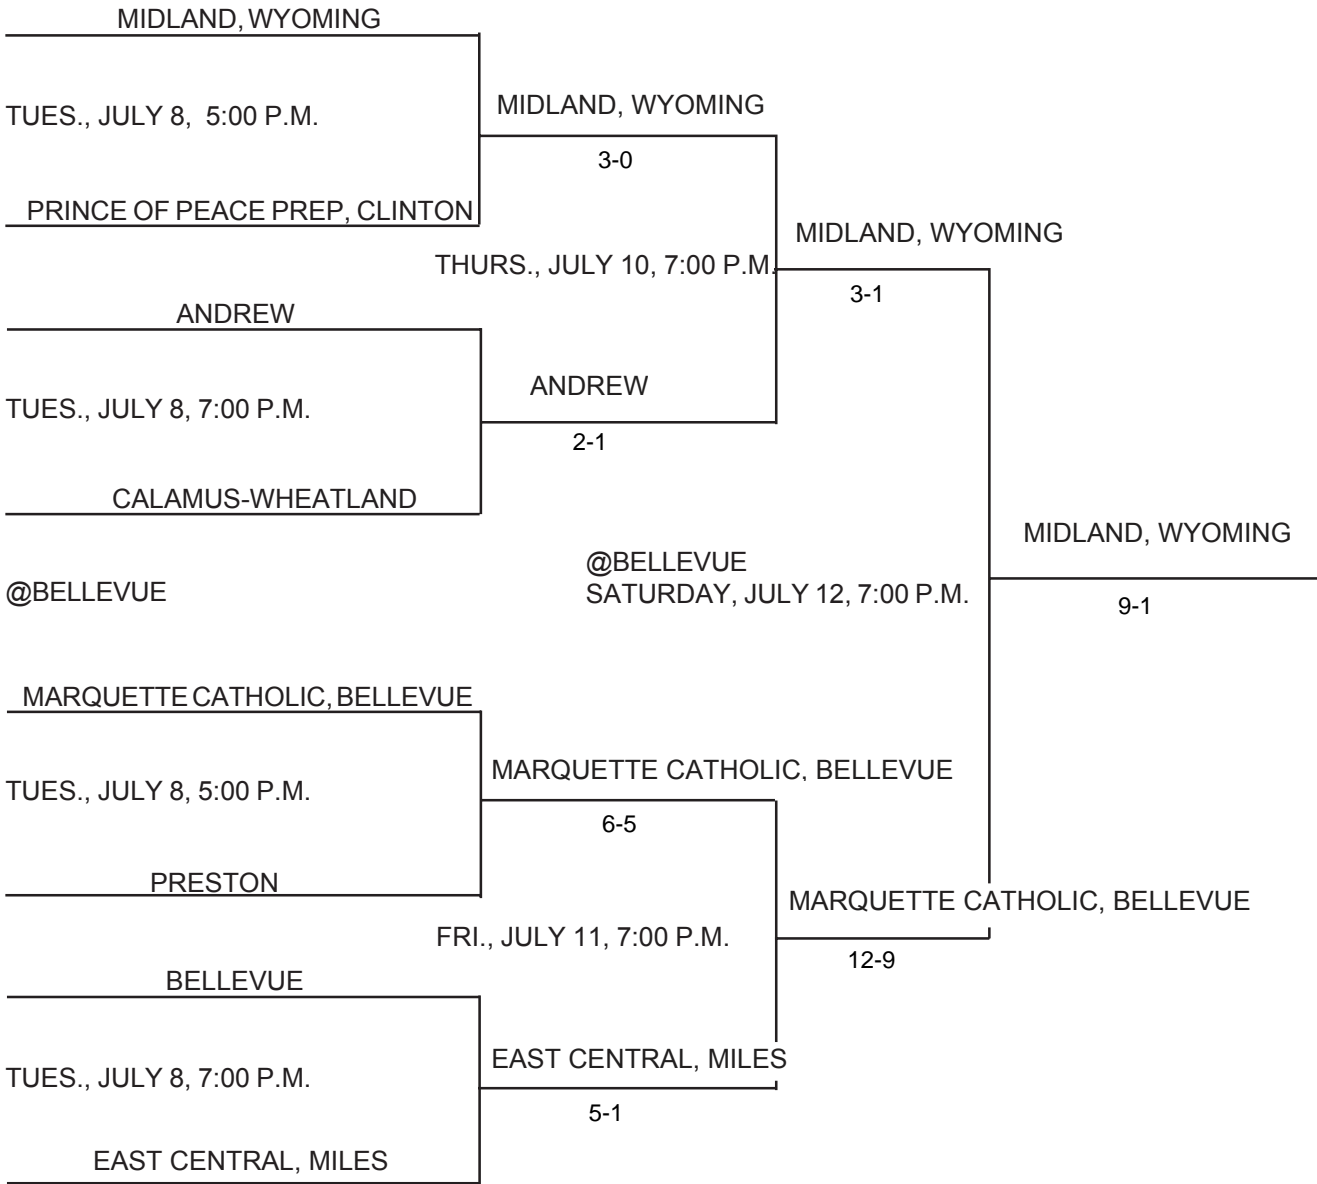 MIDLAND, WYOMING
TUES., JULY 8, 5:00 P.M.
MIDLAND, WYOMING
3-0
PRINCE OF PEACE PREP, CLINTON
MIDLAND, WYOMING
THURS., JULY 10, 7:00 P.M.
3-1
ANDREW
ANDREW
TUES., JULY 8, 7:00 P.M.
2-1
CALAMUS-WHEATLAND
MIDLAND, WYOMING
@BELLEVUE
@BELLEVUE
SATURDAY, JULY 12, 7:00 P.M.
9-1
MARQUETTE CATHOLIC, BELLEVUE
MARQUETTE CATHOLIC, BELLEVUE
TUES., JULY 8, 5:00 P.M.
6-5
PRESTON
MARQUETTE CATHOLIC, BELLEVUE
FRI., JULY 11, 7:00 P.M.
12-9
BELLEVUE
EAST CENTRAL, MILES
TUES., JULY 8, 7:00 P.M.
5-1
EAST CENTRAL, MILES